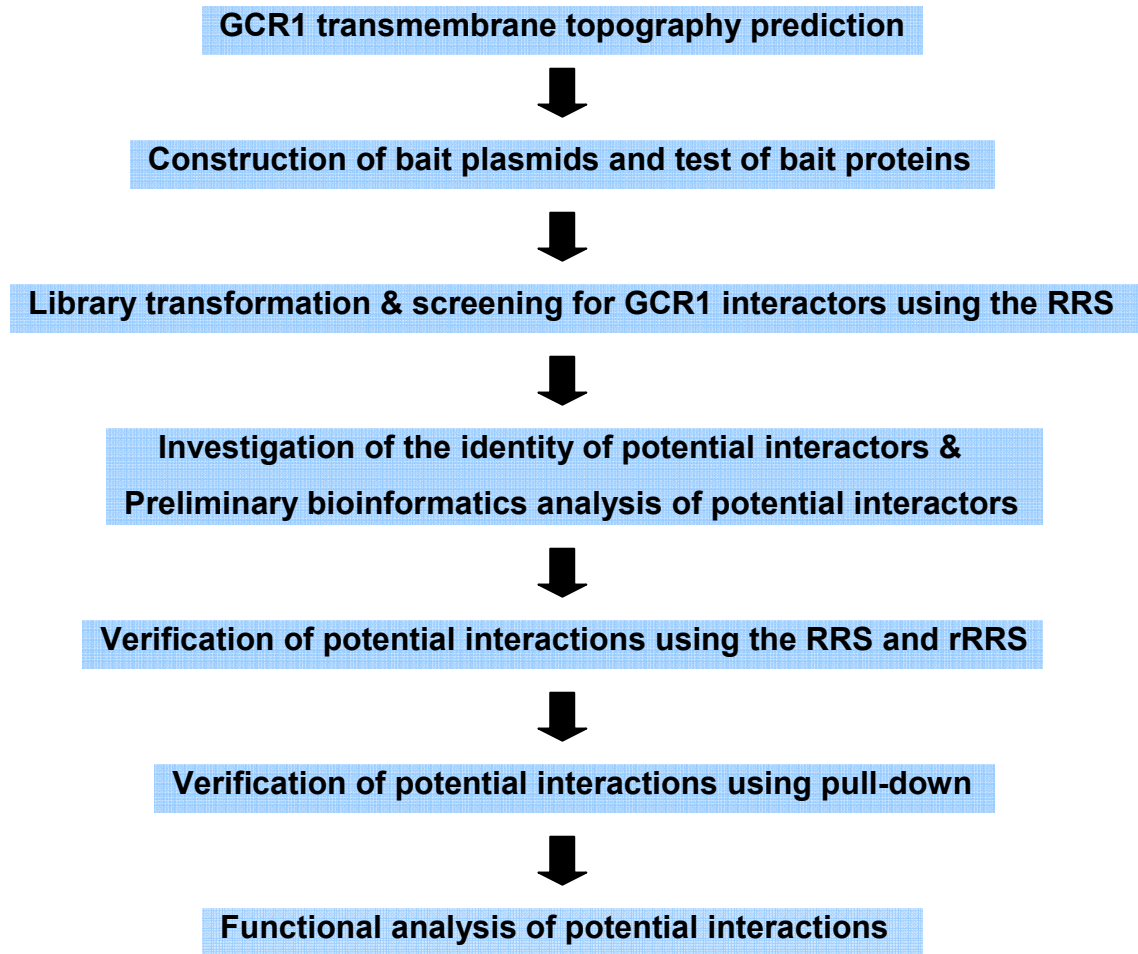 GCR1 transmembrane topography prediction
Construction of bait plasmids and test of bait proteins
Library transformation & screening for GCR1 interactors using the RRS
Investigation of the identity of potential interactors &
Preliminary bioinformatics analysis of potential interactors
Verification of potential interactions using the RRS and rRRS
Verification of potential interactions using pull-down
Functional analysis of potential interactions